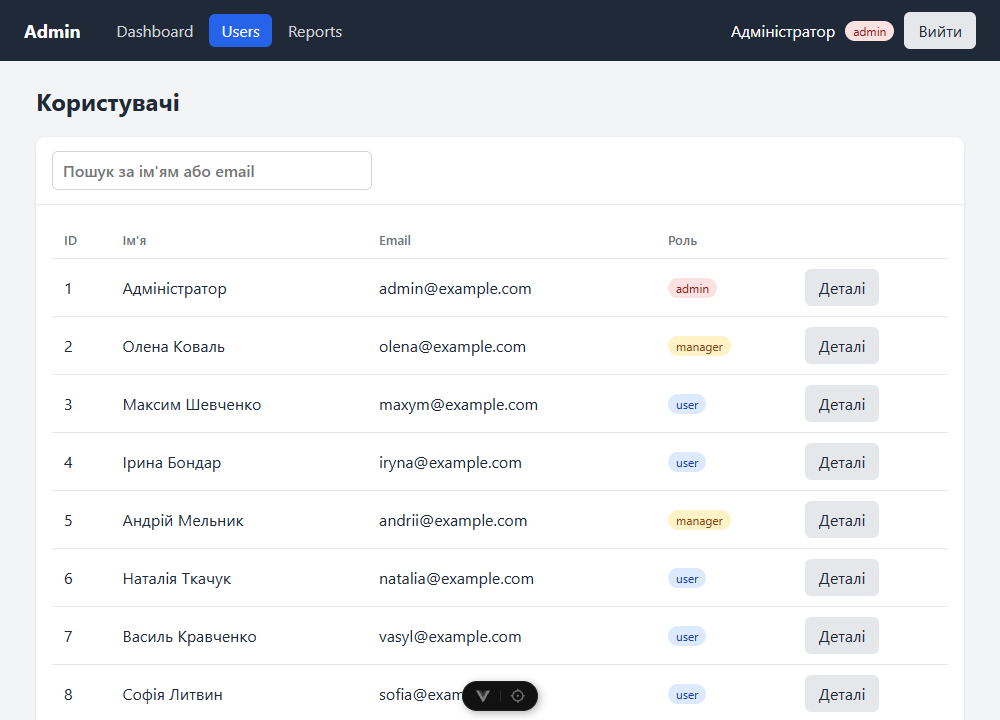 Admin Dashboard Users Reports Адміністратор admin Вийти
Користувачі
Пошук за ім'ям або email
ID Ім'я Email Роль
1 Адміністратор admin@example.com admin Деталі
2 Олена Коваль olena@example.com manager Деталі
3 Максим Шевченко maxym@example.com user Деталі
4 Ірина Бондар iryna@example.com user Деталі
5 Андрій Мельник andrii@example.com manager Деталі
6 Наталія Ткачук natalia@example.com user Деталі
7 Василь Кравченко vasyl@example.com user Деталі
8 Софія Литвин sofia@exam user Деталі